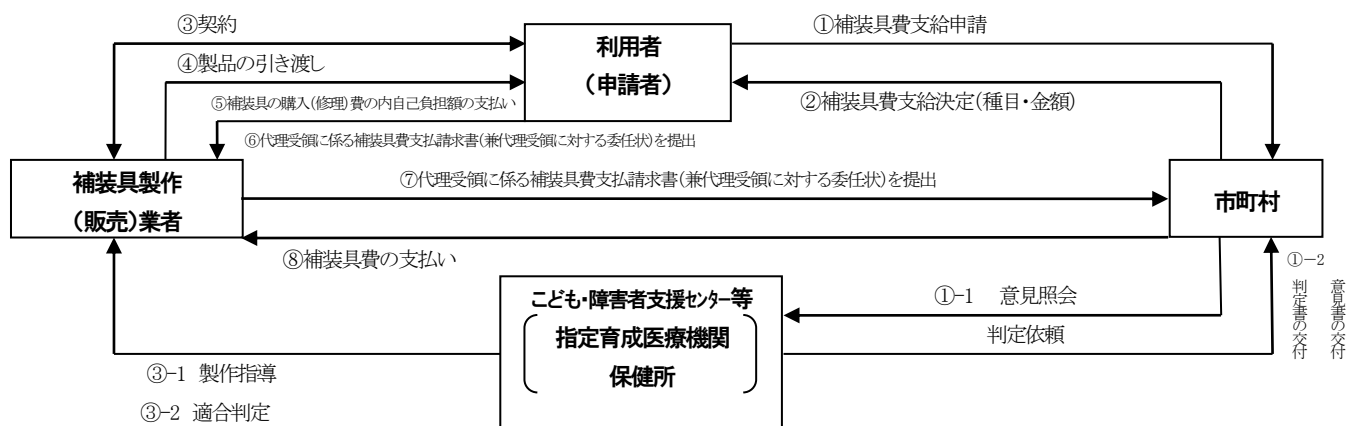 ③契約
①補装具費支給申請
利用者
(申請者)
④製品の引き渡し
②補装具費支給決定(種目・金額)
⑤補装具の購入(修理)費の内自己負担額の支払い
⑥代理受領に係る補装具費支払請求書(兼代理受領に対する委任状)を提出
補装具製作
(販売)業者
⑦代理受領に係る補装具費支払請求書(兼代理受領に対する委任状)を提出
市町村
⑧補装具費の支払い
①-2
意見書の交付
判定書の交付
こども・障害者支援センター等
指定育成医療機関
保健所
①-1 意見照会
判定依頼
③-1 製作指導
③-2 適合判定